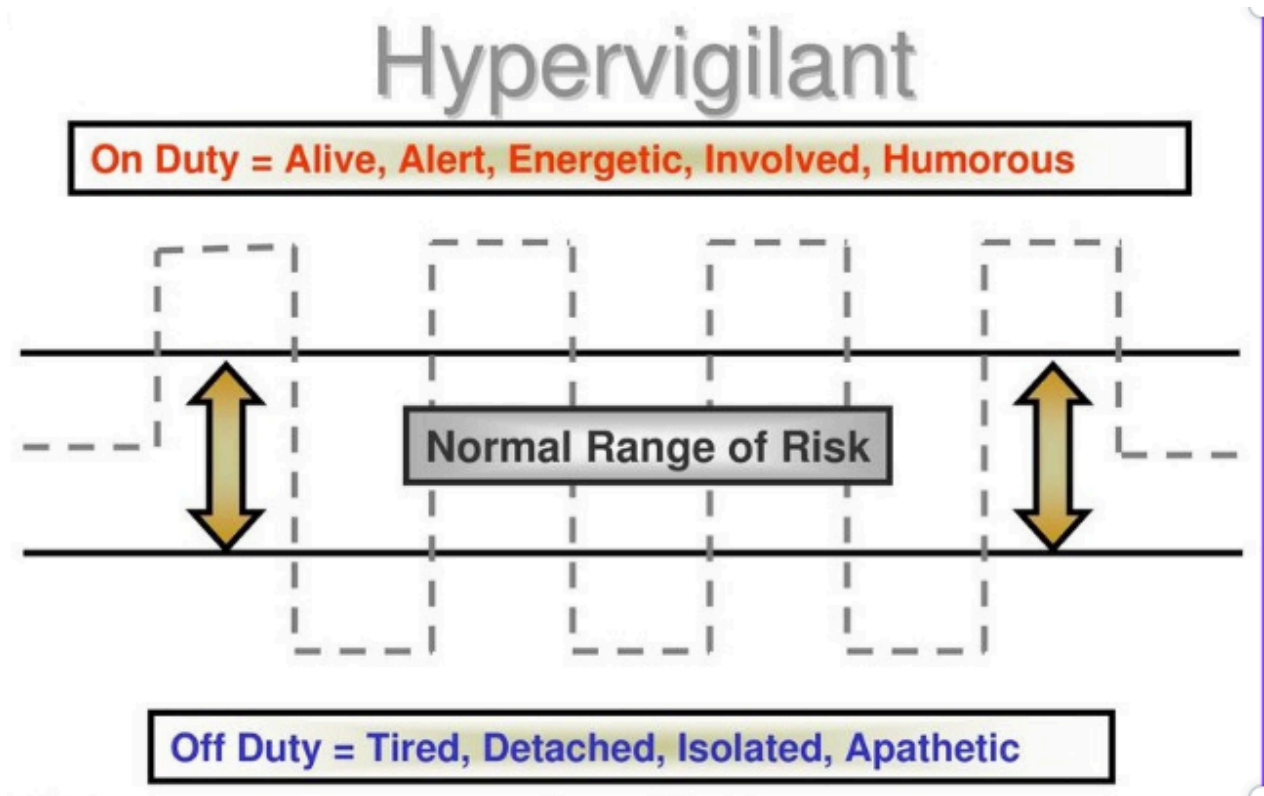 Hypervigilant
On Duty = Alive, Alert, Energetic, Involved, Humorous
Normal Range of Risk
Off Duty = Tired, Detached, Isolated, Apathetic